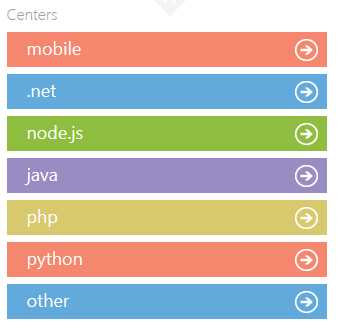 Centers
mobile
.net
node.js
java
php
python
other